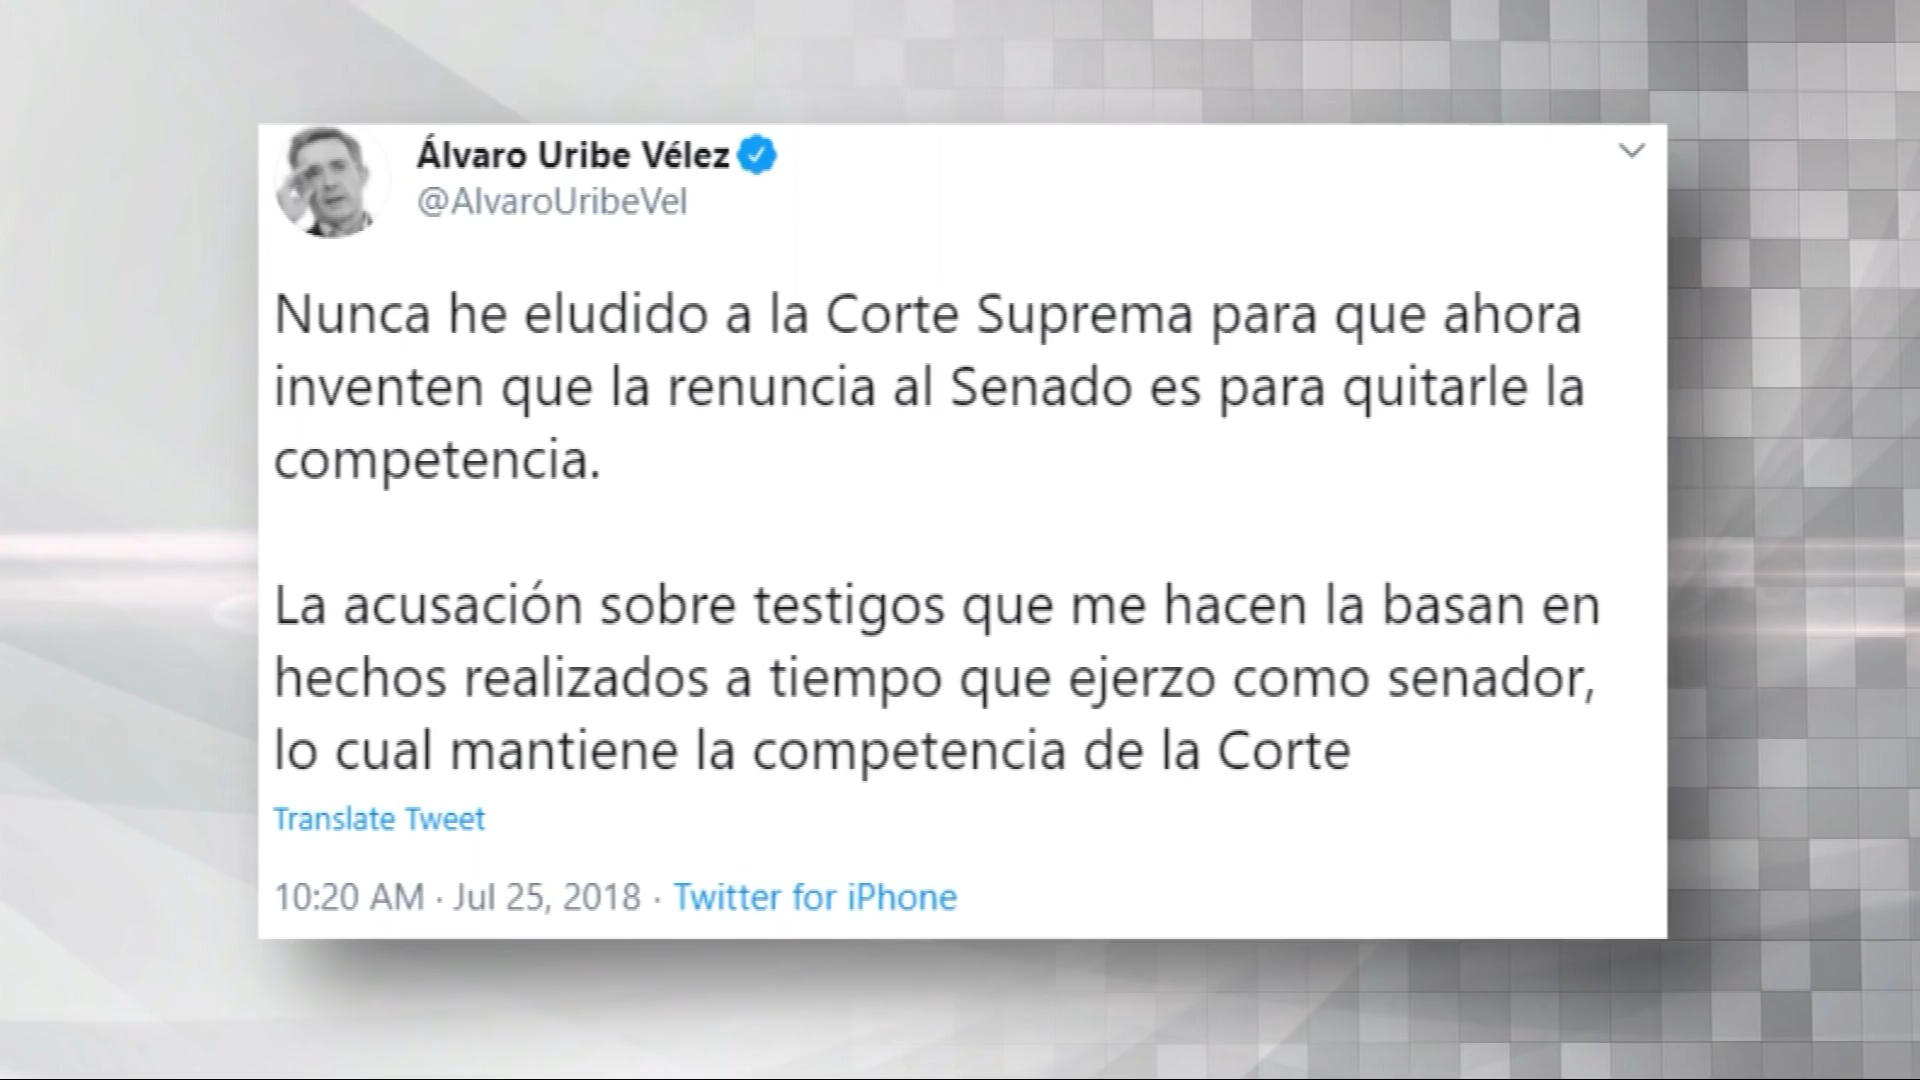 Álvaro Uribe Vélez
@AlvaroUribeVel
Nunca he eludido a la Corte Suprema para que ahora
inventen que la renuncia al Senado es para quitarle la
competencia.
La acusación sobre testigos que me hacen la basan en
hechos realizados a tiempo que ejerzo como senador,
lo cual mantiene la competencia de la Corte
Translate Tweet
10:20 AM · Jul 25, 2018 · Twitter for iPhone